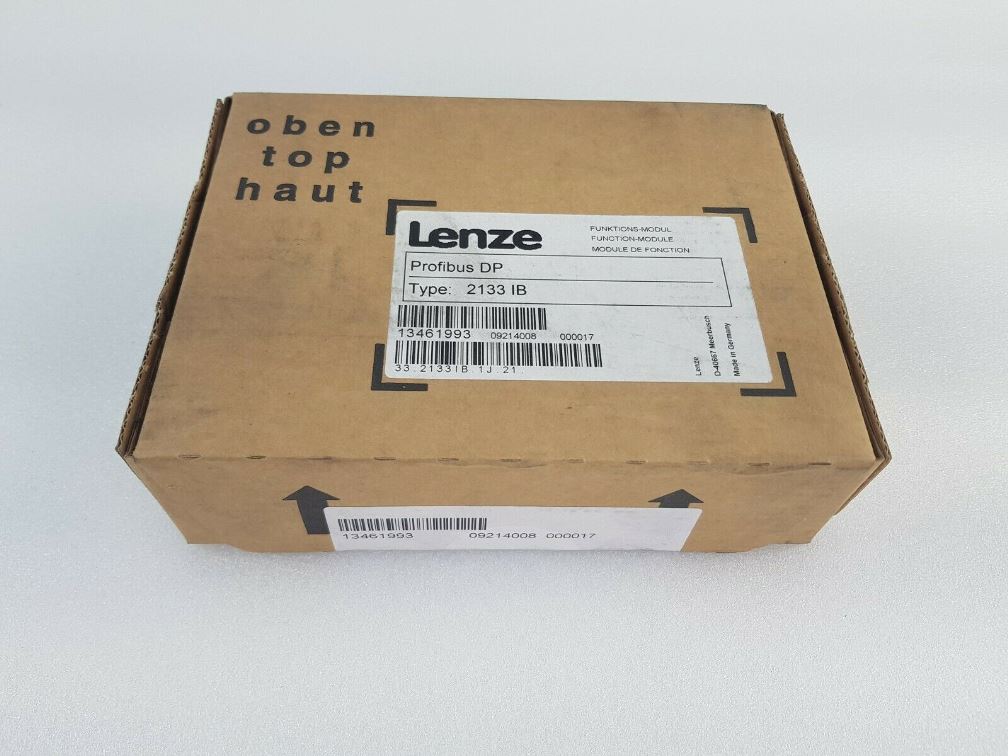 oben
top
haut
Lenze
FUNKTIONS-MODUL
FUNCTION-MODULE
MODULE DE FONCTION
Profibus DP
Type: 2133 IB
13461993 09214008 000017
33.2133IB.1J.21.
Lenze
D-40667 Meerbusch
Made in Germany
13461993 09214008 000017